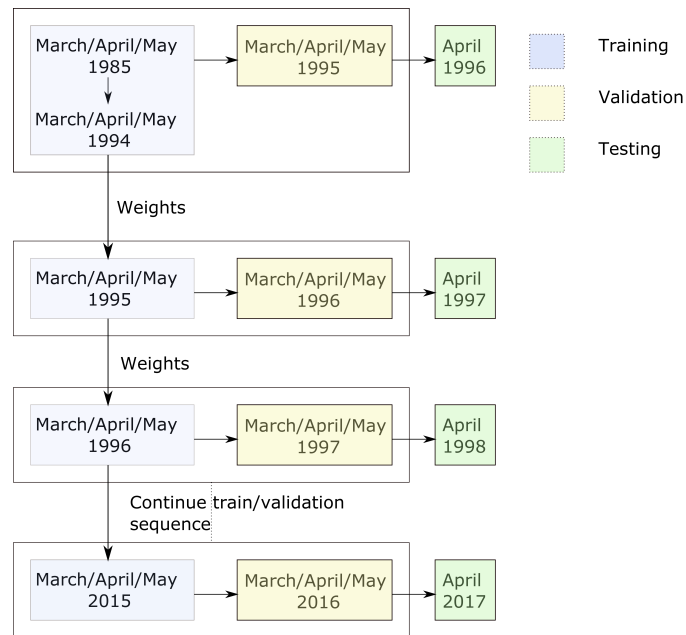 March/April/May
1985
March/April/May
1994
March/April/May
1995
April
1996
Training
Validation
Testing
Weights
March/April/May
1995
March/April/May
1996
April
1997
Weights
March/April/May
1996
March/April/May
1997
April
1998
Continue train/validation
sequence
March/April/May
2015
March/April/May
2016
April
2017